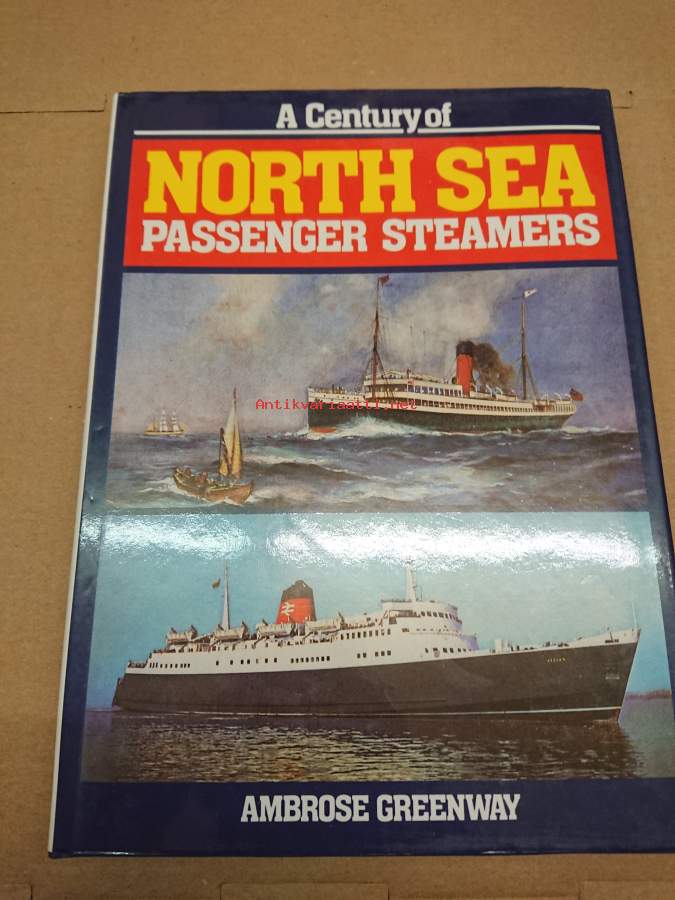 A Century of
NORTH SEA
PASSENGER STEAMERS
Antikvariaatti.net
AMBROSE GREENWAY